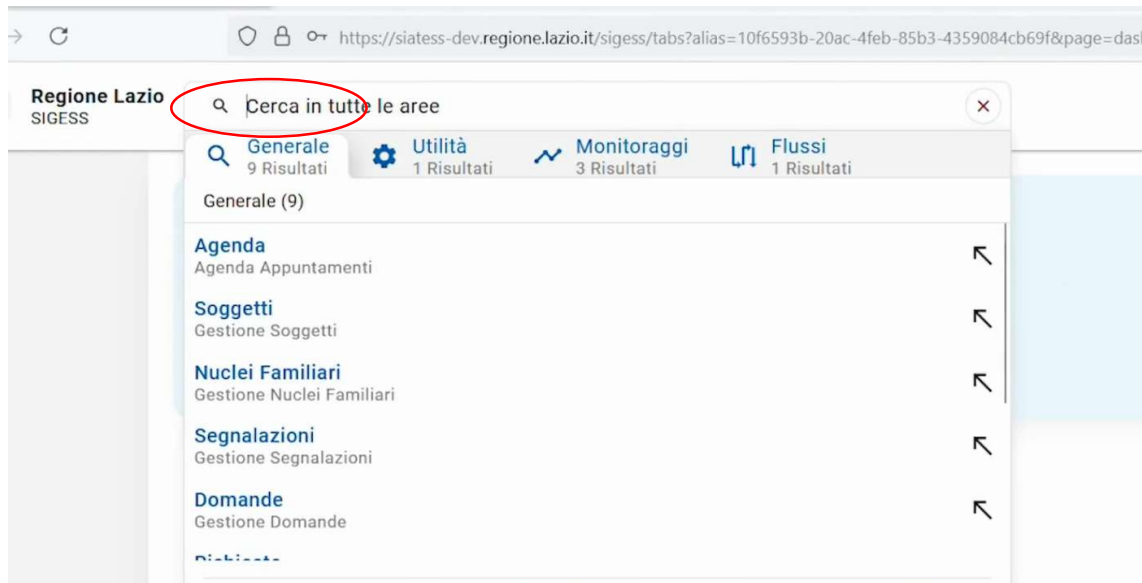 https://siatess-dev.regione.lazio.it/sigess/tabs?alias=10f6593b-20ac-4feb-85b3-4359084cb69f&page=das
Regione Lazio
SIGESS
Cerca in tutte le aree
Generale
9 Risultati
Utilità
1 Risultati
Monitoraggi
3 Risultati
Flussi
1 Risultati
Generale (9)
Agenda
Agenda Appuntamenti
Soggetti
Gestione Soggetti
Nuclei Familiari
Gestione Nuclei Familiari
Segnalazioni
Gestione Segnalazioni
Domande
Gestione Domande